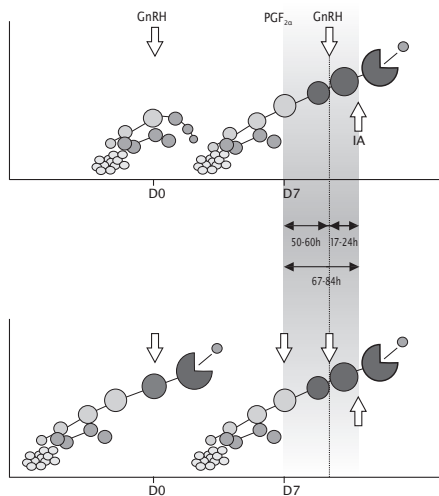 GnRH PGF2α GnRH
IA
D0 D7
50-60h 17-24h
67-84h
D0 D7